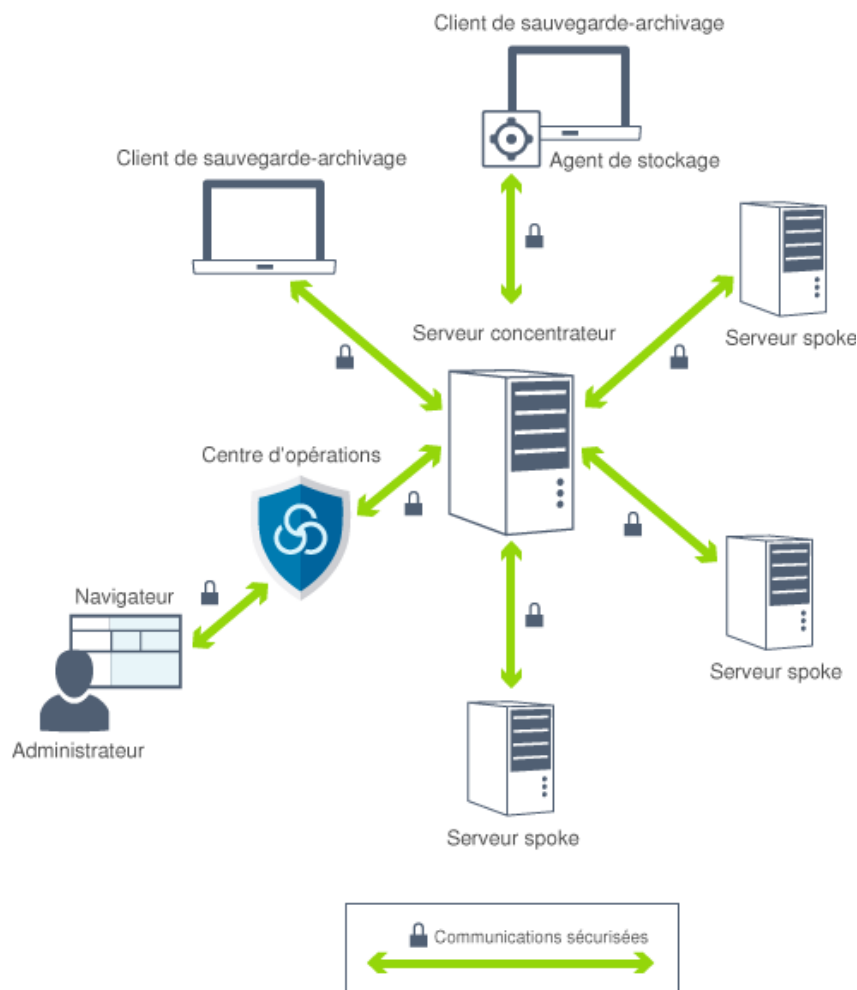 Client de sauvegarde-archivage
Client de sauvegarde-archivage
Agent de stockage
Serveur concentrateur
Serveur spoke
Centre d'opérations
Navigateur
Administrateur
Serveur spoke
Serveur spoke
Communications sécurisées